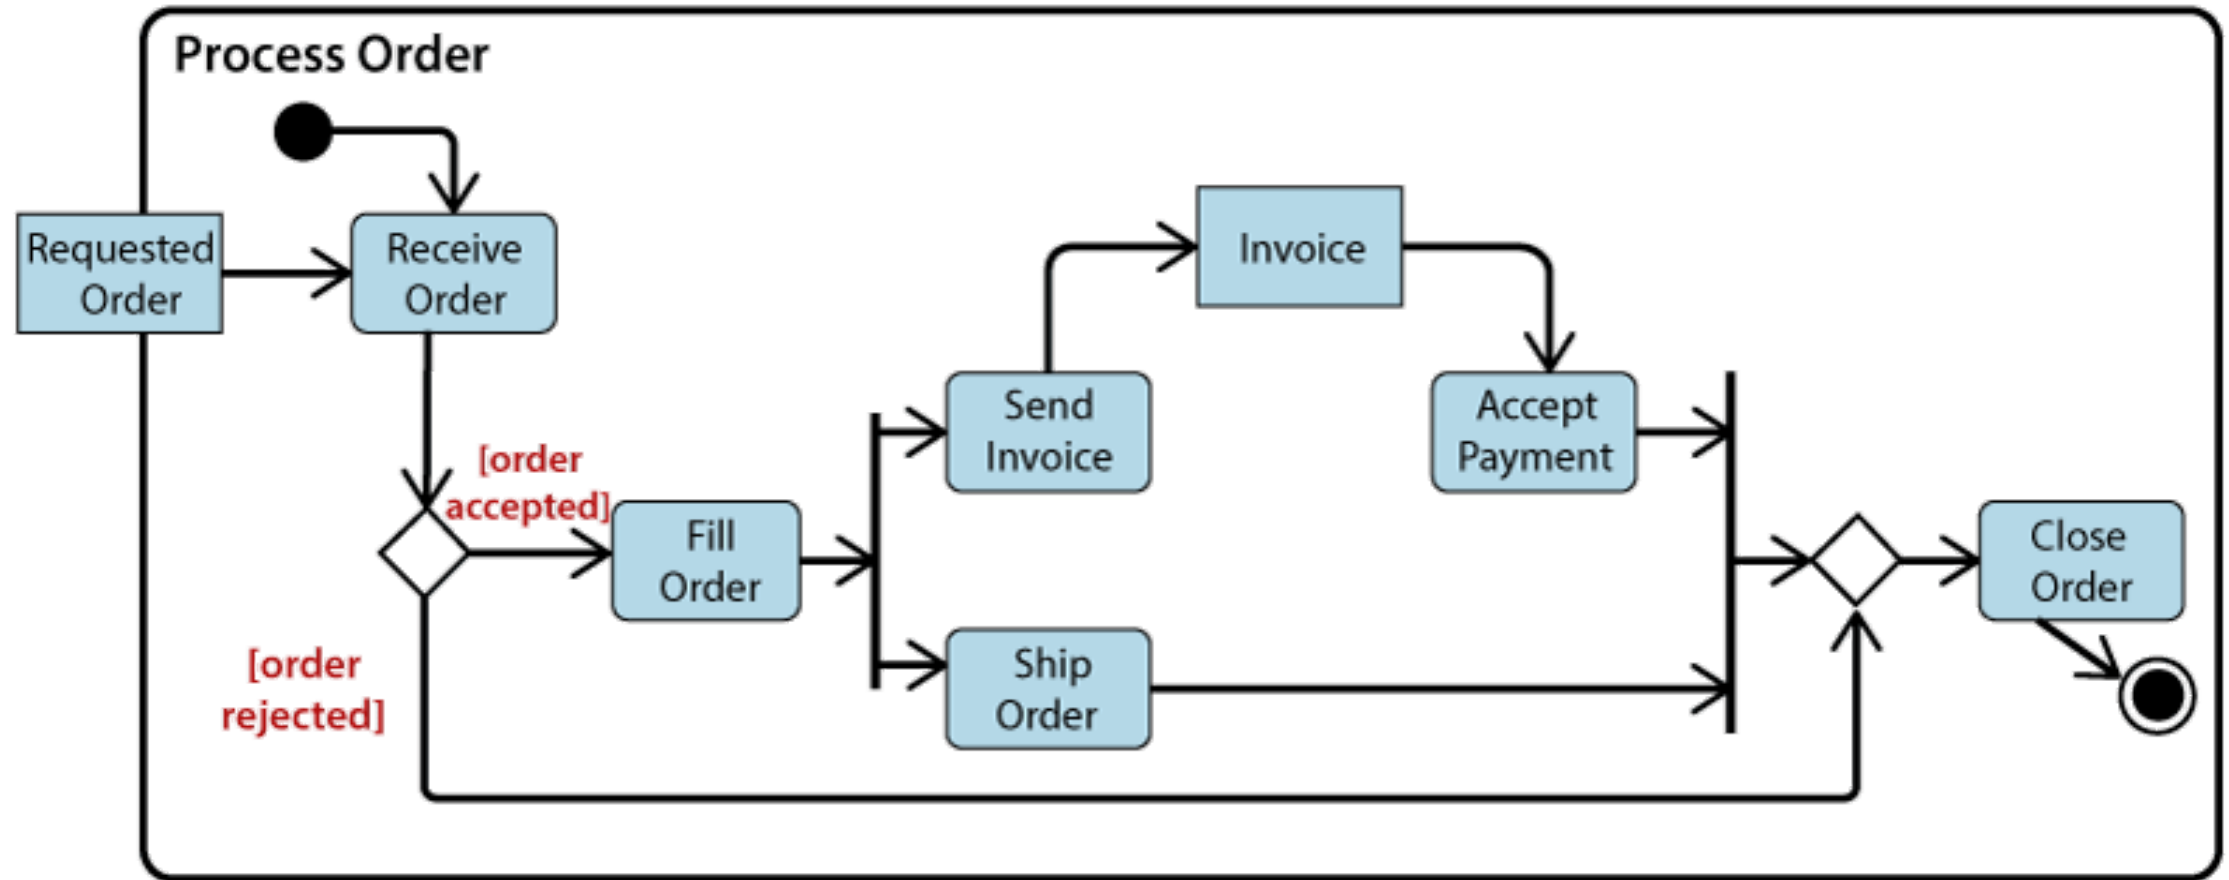 Process Order
Requested
Order
Receive
Order
Invoice
Send
Invoice
Accept
Payment
[order
accepted]
Fill
Order
Close
Order
[order
rejected]
Ship
Order